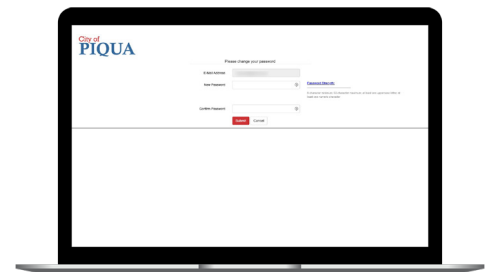 City of
PIQUA
Please change your password
E-Mail Address
New Password
Password Strength:
Confirm Password
Submit
Cancel